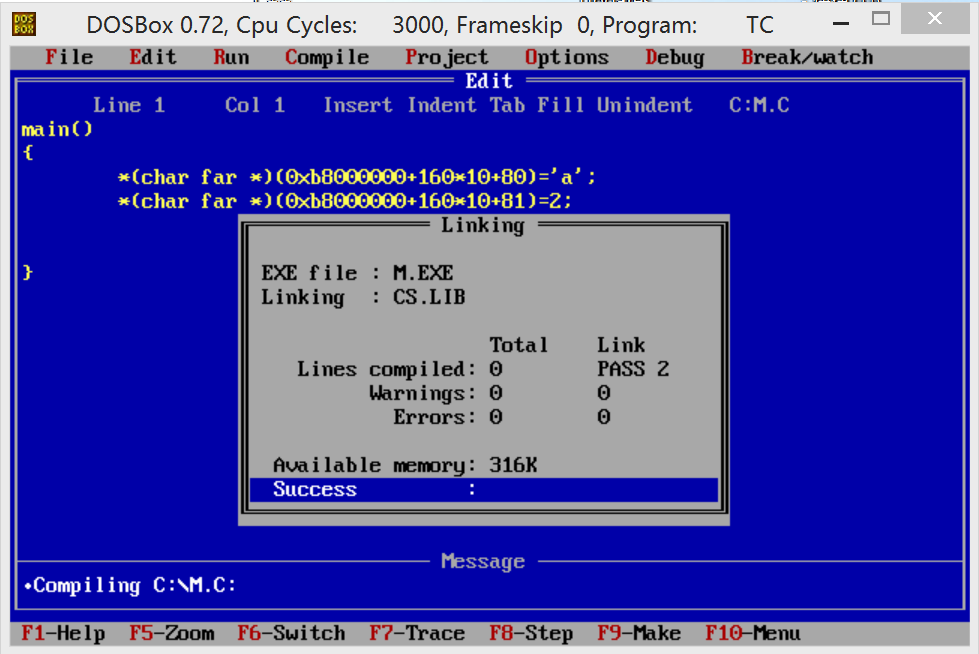 DOSBox 0.72, Cpu Cycles: 3000, Frameskip 0, Program: TC
File Edit Run Compile Project Options Debug Break/watch
Edit
Line 1 Col 1 Insert Indent Tab Fill Unindent C:M.C
main()
{
*(char far *)(0xb8000000+160*10+80)='a';
*(char far *)(0xb8000000+160*10+81)=2;
Linking
}
EXE file : M.EXE
Linking : CS.LIB
Total Link
Lines compiled: 0 PASS 2
Warnings: 0 0
Errors: 0 0
Available memory: 316K
Success :
Message
•Compiling C:\M.C:
F1-Help F5-Zoom F6-Switch F7-Trace F8-Step F9-Make F10-Menu